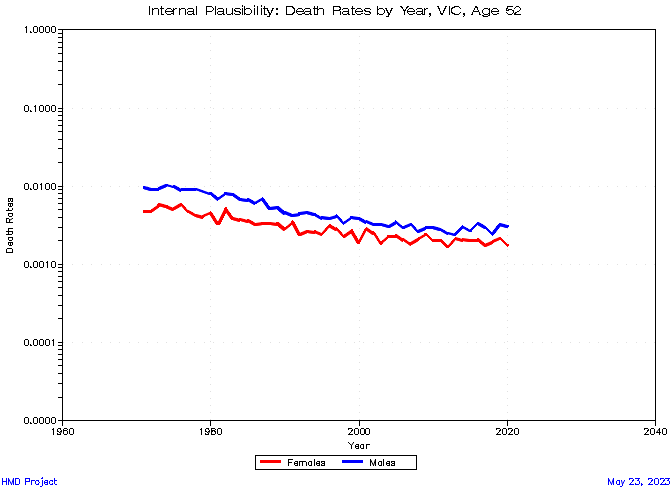 Internal Plausibility: Death Rates by Year, VIC, Age 52
1.0000
0.1000
0.0100
0.0010
0.0001
0.0000
Death Rates
1960
1980
2000
2020
2040
Year
Females
Males
HMD Project
May 23, 2023